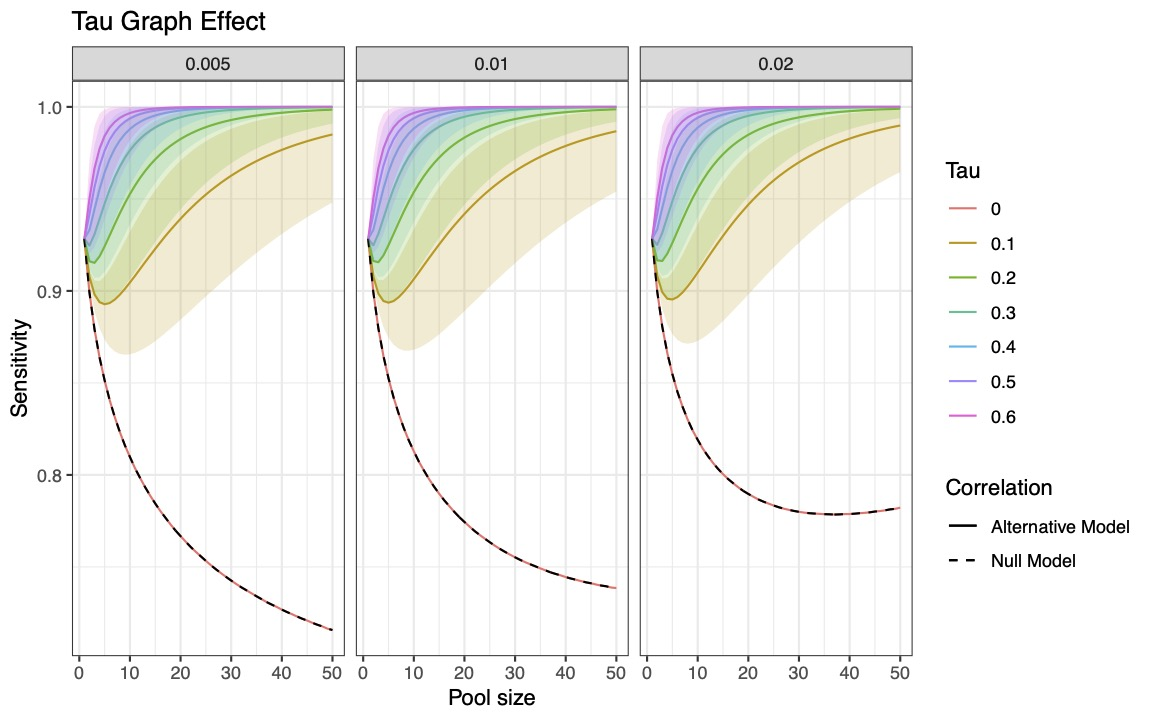 Tau Graph Effect
0.005 0.01 0.02
1.0
0.9
0.8
Sensitivity
0 10 20 30 40 50 0 10 20 30 40 50 0 10 20 30 40 50
Pool size
Tau
0
0.1
0.2
0.3
0.4
0.5
0.6
Correlation
Alternative Model
Null Model